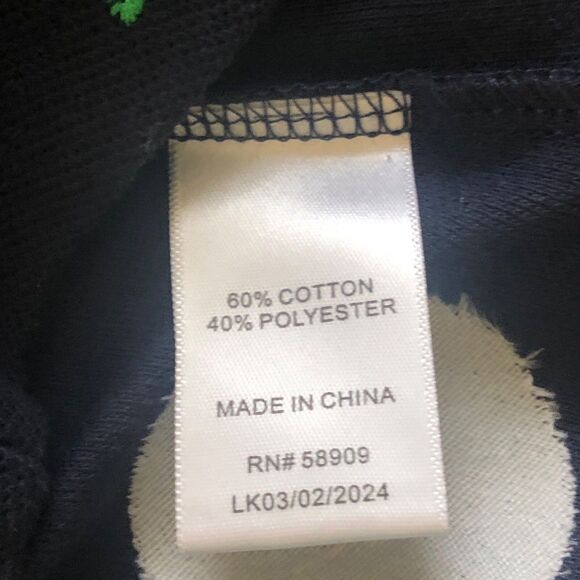 60% COTTON
40% POLYESTER
MADE IN CHINA
RN# 58909
LK03/02/2024